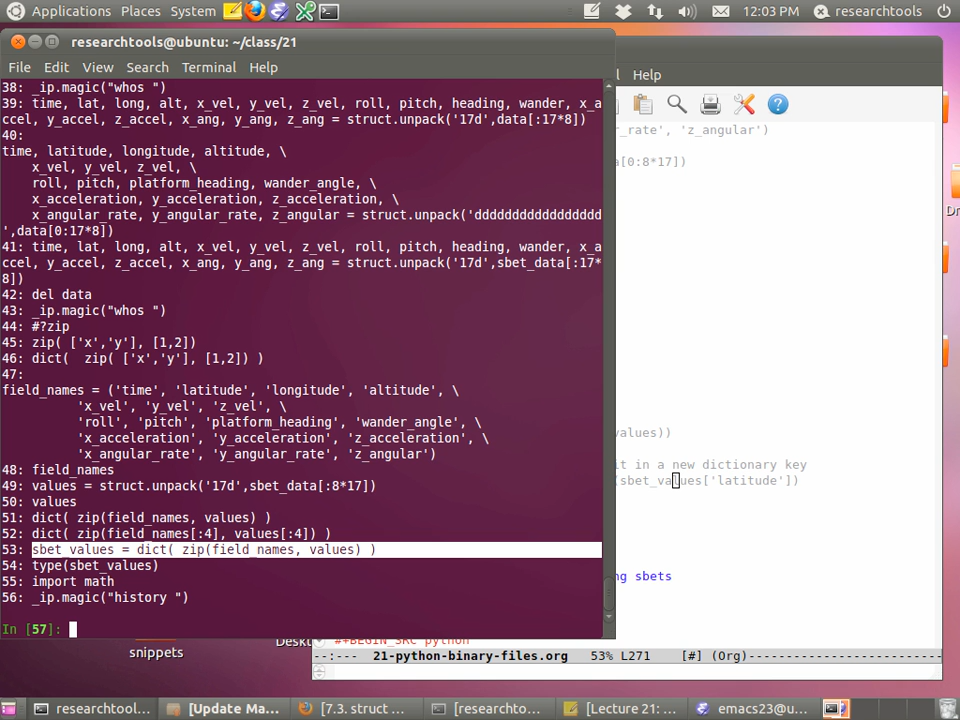 Applications Places System
12:03 PM researchtools
researchtools@ubuntu: ~/class/21
File Edit View Search Terminal Help
38: _ip.magic("whos ")
39: time, lat, long, alt, x_vel, y_vel, z_vel, roll, pitch, heading, wander, x_a
ccel, y_accel, z_accel, x_ang, y_ang, z_ang = struct.unpack('17d',data[:17*8])
40:
time, latitude, longitude, altitude, \
x_vel, y_vel, z_vel, \
roll, pitch, platform_heading, wander_angle, \
x_acceleration, y_acceleration, z_acceleration, \
x_angular_rate, y_angular_rate, z_angular = struct.unpack('ddddddddddddddddd
',data[0:17*8])
41: time, lat, long, alt, x_vel, y_vel, z_vel, roll, pitch, heading, wander, x_a
ccel, y_accel, z_accel, x_ang, y_ang, z_ang = struct.unpack('17d',sbet_data[:17*
8])
42: del data
43: _ip.magic("whos ")
44: #?zip
45: zip( ['x','y'], [1,2])
46: dict(  zip( ['x','y'], [1,2]) )
47:
field_names = ('time', 'latitude', 'longitude', 'altitude', \
'x_vel', 'y_vel', 'z_vel', \
'roll', 'pitch', 'platform_heading', 'wander_angle', \
'x_acceleration', 'y_acceleration', 'z_acceleration', \
'x_angular_rate', 'y_angular_rate', 'z_angular')
48: field_names
49: values = struct.unpack('17d',sbet_data[:8*17])
50: values
51: dict( zip(field_names, values) )
52: dict( zip(field_names[:4], values[:4]) )
53: sbet_values = dict( zip(field_names, values) )
54: type(sbet_values)
55: import math
56: _ip.magic("history ")
In [57]:
l Help
r_rate', 'z_angular')
a[0:8*17])
values))
it in a new dictionary key
(sbet_values['latitude'])
ng sbets
#+BEGIN_SRC python
--:--- 21-python-binary-files.org 53% L271 [#] (Org)
Dr
Deskt
snippets
researchtool... [Update Ma... [7.3. struct ... [researchto... [Lecture 21: ... emacs23@u...